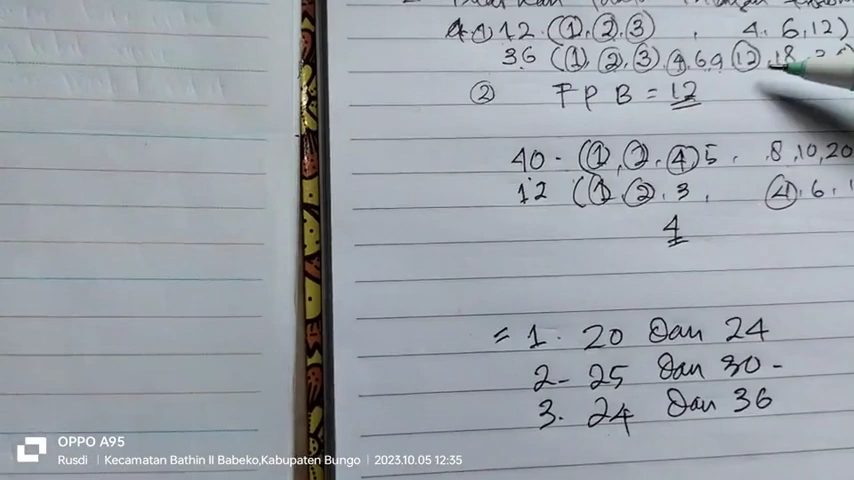 12 (1, 2, 3, 4, 6, 12)
36 (1, 2, 3, 4, 6, 9, 12, 18,
2 FPB = 12
40 - (1, 2, 4, 5, 8, 10, 20
12 (1, 2, 3, 4, 6,
4
= 1. 20 Dan 24
2 - 25 Dan 30 -
3. 24 Dan 36
OPPO A95
Rusdi | Kecamatan Bathin II Babeko,Kabupaten Bungo | 2023.10.05 12:35